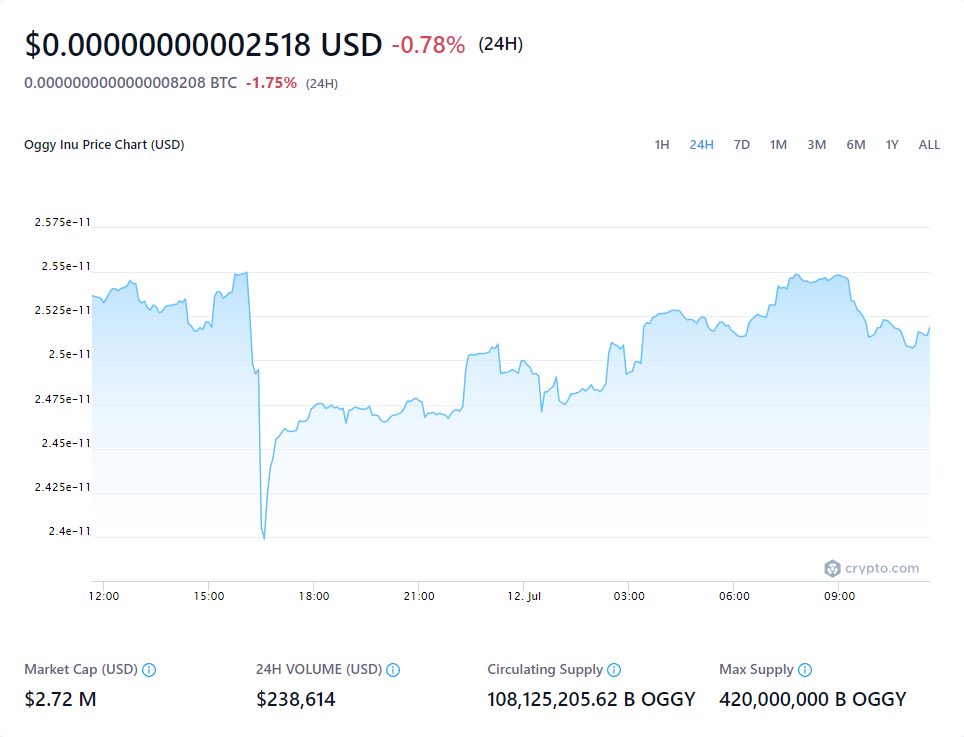 $0.00000000002518 USD -0.78% (24H)
0.0000000000000008208 BTC -1.75% (24H)
Oggy Inu Price Chart (USD)
1H 24H 7D 1M 3M 6M 1Y ALL
2.575e-11
2.55e-11
2.525e-11
2.5e-11
2.475e-11
2.45e-11
2.425e-11
2.4e-11
crypto.com
12:00 15:00 18:00 21:00 12. Jul 03:00 06:00 09:00
Market Cap (USD) 24H VOLUME (USD) Circulating Supply Max Supply
$2.72 M $238,614 108,125,205.62 B OGGY 420,000,000 B OGGY